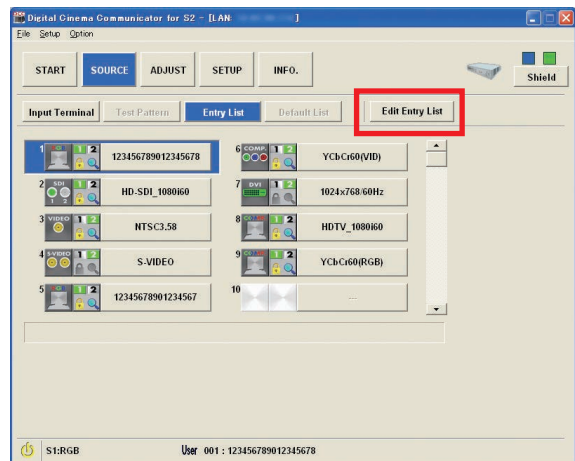 Digital Cinema Communicator for S2 - [LAN: ]
File Setup Option
START SOURCE ADJUST SETUP INFO. Shield
Input Terminal Test Pattern Entry List Default List Edit Entry List
1 1 2 123456789012345678
6 COMP. 1 2 YCbCr60(VID)
2 SDI 1 2 1 2 HD-SDI_1080i60
7 DVI 1 2 1024x768/60Hz
3 VIDEO 1 2 NTSC3.58
8 1 2 HDTV_1080i60
4 S-VIDEO 1 2 S-VIDEO
9 1 2 YCbCr60(RGB)
5 1 2 12345678901234567
10 ...
S1:RGB User 001 : 123456789012345678